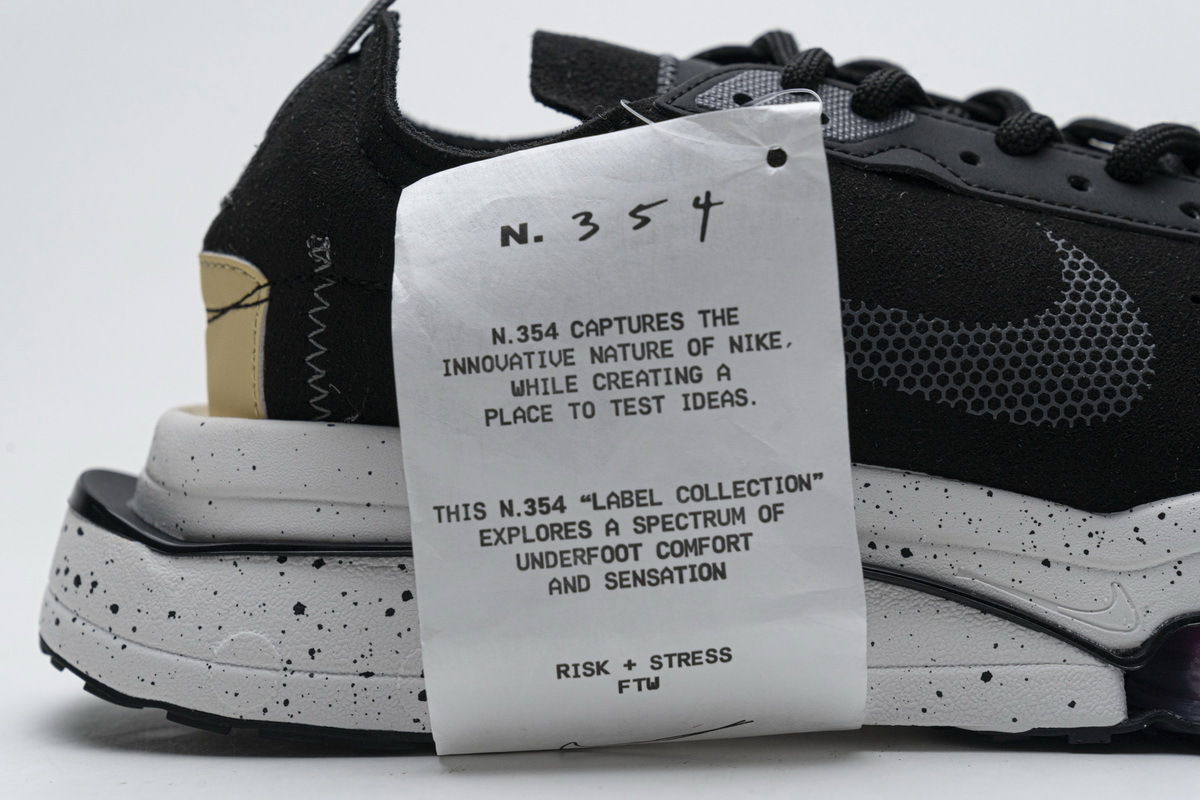 N. 354
N.354 CAPTURES THE
INNOVATIVE NATURE OF NIKE,
WHILE CREATING A
PLACE TO TEST IDEAS.
THIS N.354 “LABEL COLLECTION”
EXPLORES A SPECTRUM OF
UNDERFOOT COMFORT
AND SENSATION
RISK + STRESS
FTW